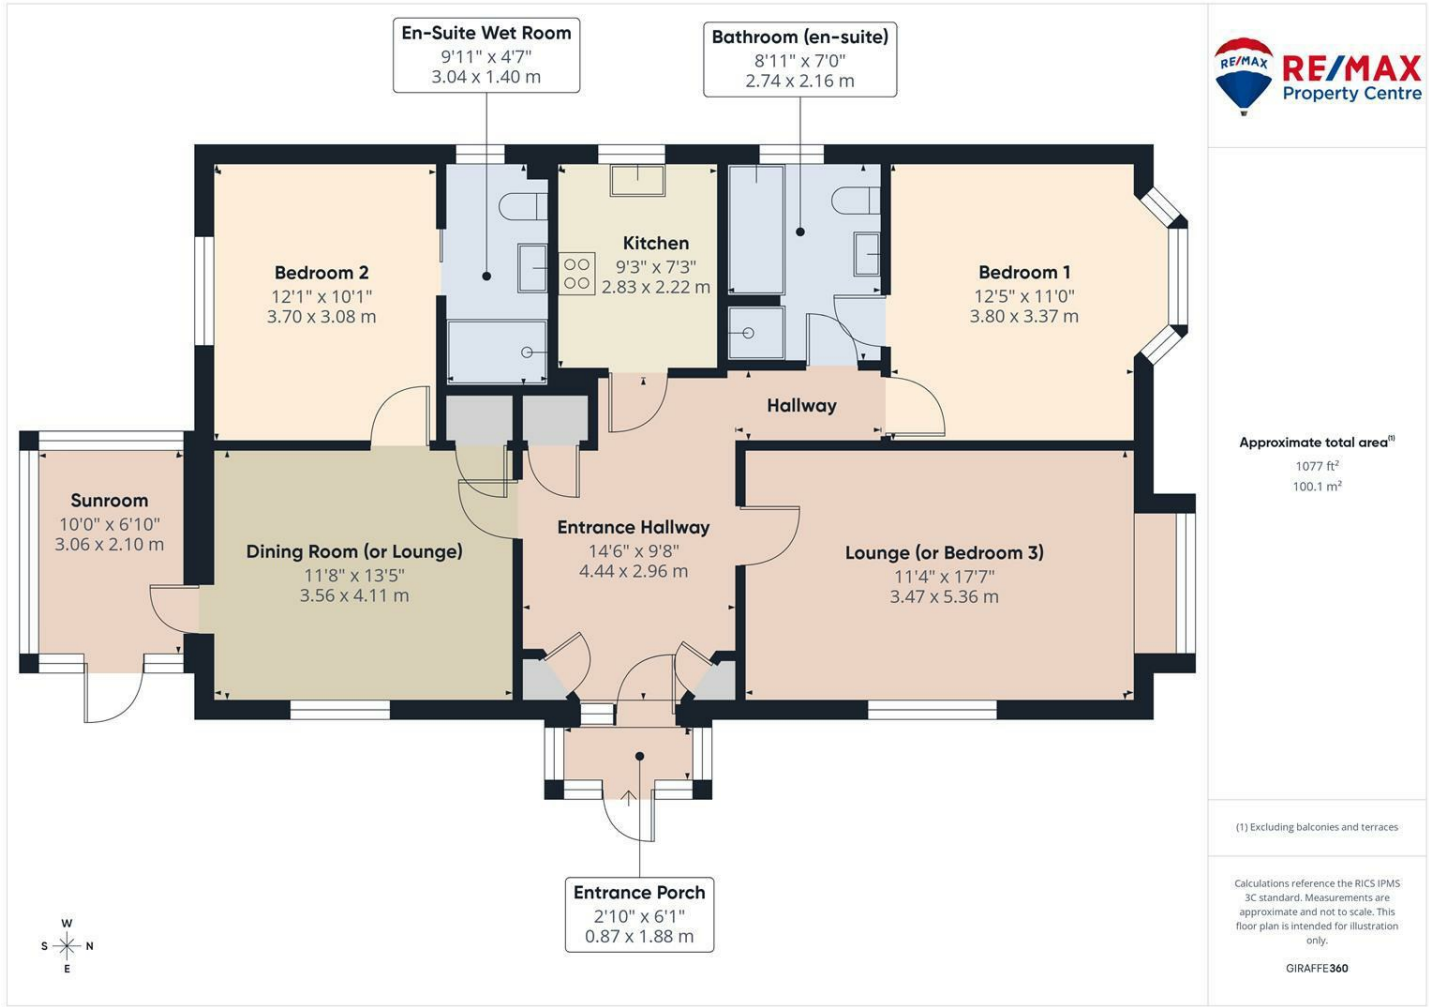 En-Suite Wet Room
9'11" x 4'7"
3.04 x 1.40 m
Bathroom (en-suite)
8'11" x 7'0"
2.74 x 2.16 m
RE/MAX
RE/MAX
Property Centre
Bedroom 2
12'1" x 10'1"
3.70 x 3.08 m
Kitchen
9'3" x 7'3"
2.83 x 2.22 m
Bedroom 1
12'5" x 11'0"
3.80 x 3.37 m
Hallway
Sunroom
10'0" x 6'10"
3.06 x 2.10 m
Dining Room (or Lounge)
11'8" x 13'5"
3.56 x 4.11 m
Entrance Hallway
14'6" x 9'8"
4.44 x 2.96 m
Lounge (or Bedroom 3)
11'4" x 17'7"
3.47 x 5.36 m
Entrance Porch
2'10" x 6'1"
0.87 x 1.88 m
W
S N
E
Approximate total area(1)
1077 ft²
100.1 m²
(1) Excluding balconies and terraces
Calculations reference the RICS IPMS
3C standard. Measurements are
approximate and not to scale. This
floor plan is intended for illustration
only.
GIRAFFE360